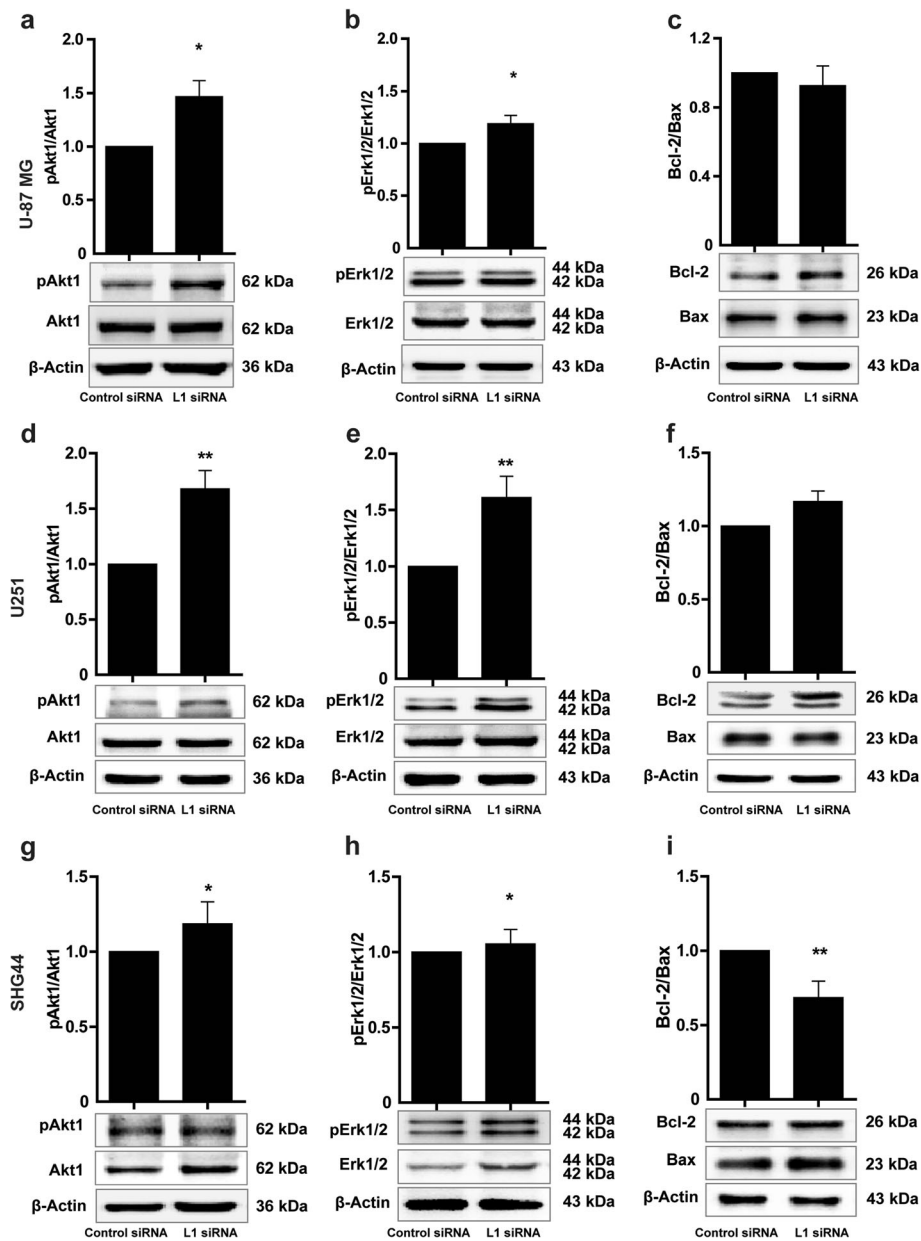 a
2.0
*
1.5
1.0
0.5
0
pAkt1/Akt1
U-87 MG
pAkt1
62 kDa
Akt1
62 kDa
β-Actin
36 kDa
Control siRNA L1 siRNA
b
2.0
*
1.5
1.0
0.5
0
pErk1/2/Erk1/2
pErk1/2
44 kDa
42 kDa
Erk1/2
44 kDa
42 kDa
β-Actin
43 kDa
Control siRNA L1 siRNA
c
1.2
0.8
0.4
0
Bcl-2/Bax
Bcl-2
26 kDa
Bax
23 kDa
β-Actin
43 kDa
Control siRNA L1 siRNA
d
2.0
**
1.5
1.0
0.5
0
pAkt1/Akt1
U251
pAkt1
62 kDa
Akt1
62 kDa
β-Actin
36 kDa
Control siRNA L1 siRNA
e
2.0
**
1.5
1.0
0.5
0
pErk1/2/Erk1/2
pErk1/2
44 kDa
42 kDa
Erk1/2
44 kDa
42 kDa
β-Actin
43 kDa
Control siRNA L1 siRNA
f
1.5
1.0
0.5
0
Bcl-2/Bax
Bcl-2
26 kDa
Bax
23 kDa
β-Actin
43 kDa
Control siRNA L1 siRNA
g
1.5
*
1.0
0.5
0
pAkt1/Akt1
SHG44
pAkt1
62 kDa
Akt1
62 kDa
β-Actin
36 kDa
Control siRNA L1 siRNA
h
1.5
*
1.0
0.5
0
pErk1/2/Erk1/2
pErk1/2
44 kDa
42 kDa
Erk1/2
44 kDa
42 kDa
β-Actin
43 kDa
Control siRNA L1 siRNA
i
1.5
**
1.0
0.5
0
Bcl-2/Bax
Bcl-2
26 kDa
Bax
23 kDa
β-Actin
43 kDa
Control siRNA L1 siRNA